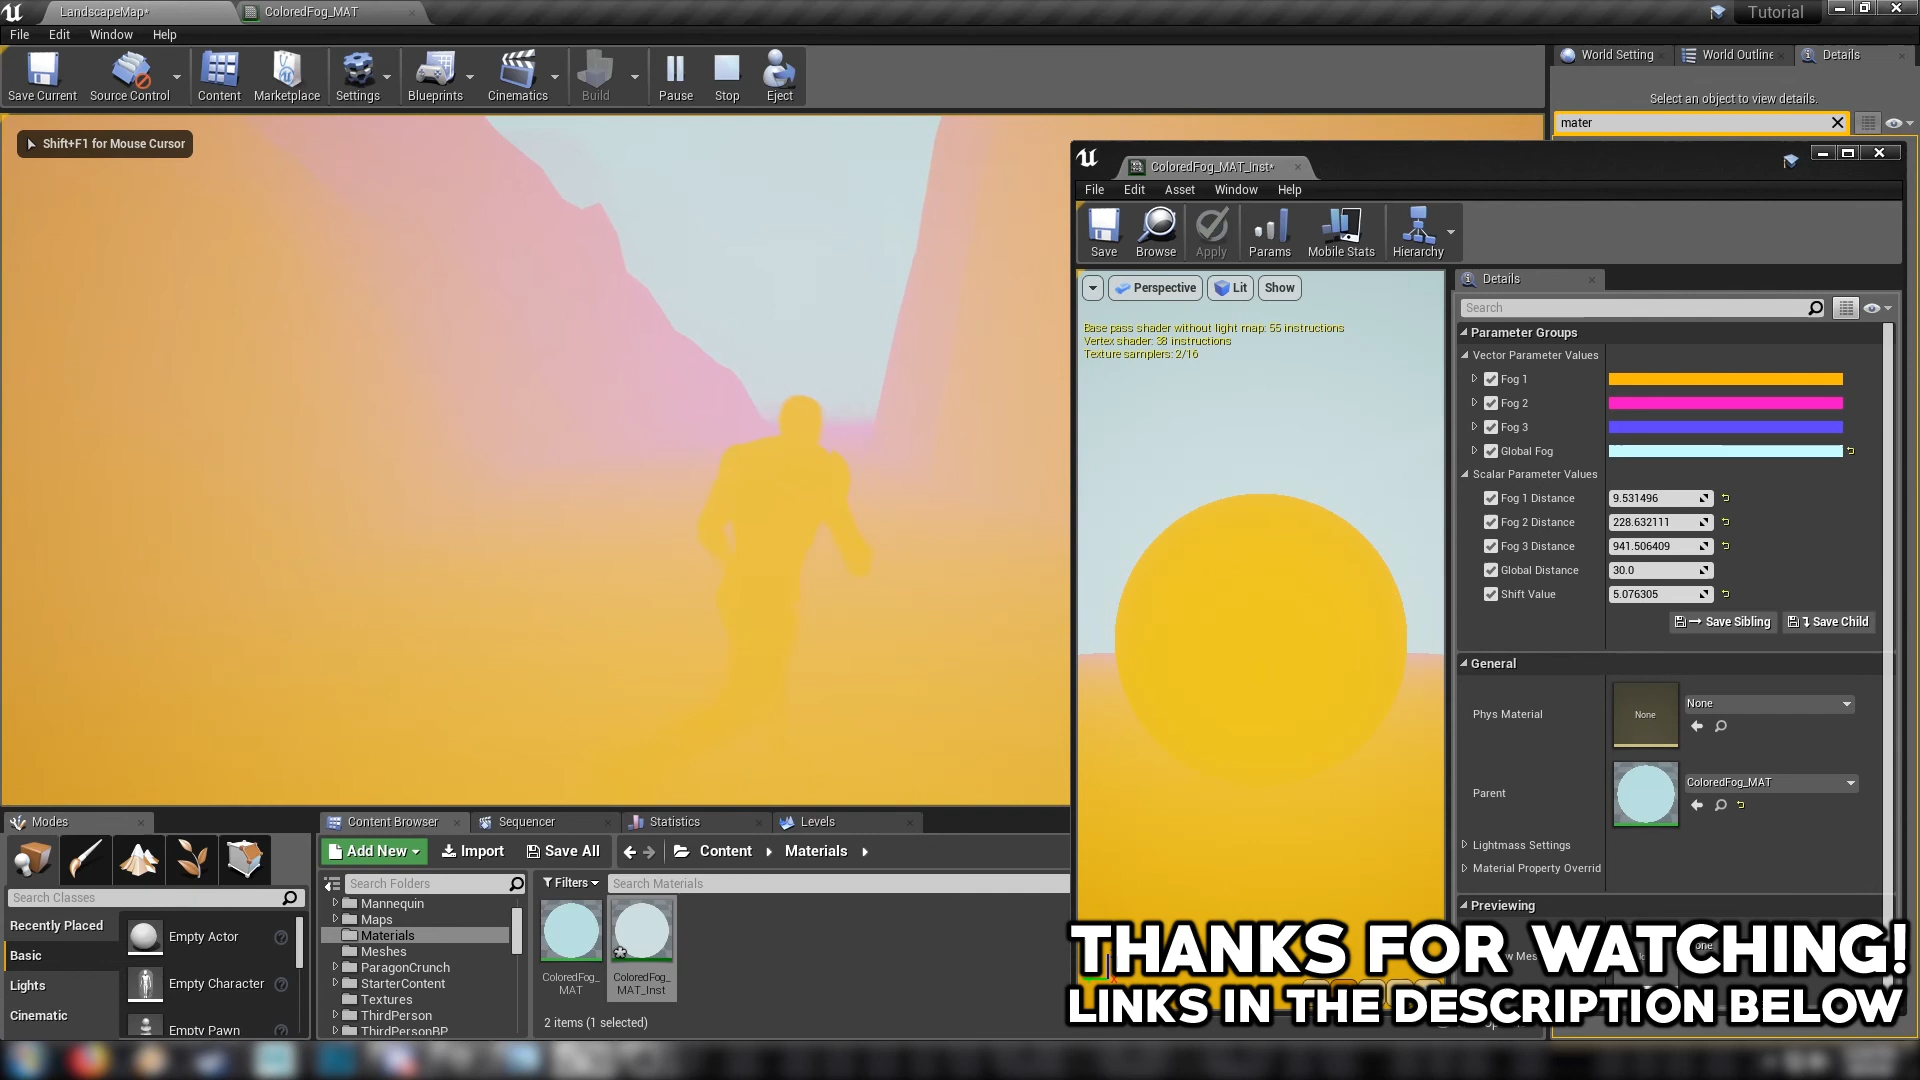 LandscapeMap*
ColoredFog_MAT
Tutorial
File Edit Window Help
Save Current
Source Control
Content
Marketplace
Settings
Blueprints
Cinematics
Build
Pause
Stop
Eject
World Setting
World Outline
Details
Select an object to view details.
mater
Shift+F1 for Mouse Cursor
ColoredFog_MAT_Inst*
File Edit Asset Window Help
Save
Browse
Apply
Params
Mobile Stats
Hierarchy
Perspective
Lit
Show
Base pass shader without light map: 55 instructions
Vertex shader: 38 instructions
Texture samplers: 2/16
Details
Search
Parameter Groups
Vector Parameter Values
Fog 1
Fog 2
Fog 3
Global Fog
Scalar Parameter Values
Fog 1 Distance 9.531496
Fog 2 Distance 228.632111
Fog 3 Distance 941.506409
Global Distance 30.0
Shift Value 5.076305
Save Sibling
Save Child
General
Phys Material
None
None
Parent
ColoredFog_MAT
Lightmass Settings
Material Property Overrid
Previewing
Modes
Search Classes
Recently Placed
Basic
Lights
Cinematic
Empty Actor
Empty Character
Empty Pawn
Content Browser
Sequencer
Statistics
Levels
Add New
Import
Save All
Content
Materials
Search Folders
Mannequin
Maps
Materials
Meshes
ParagonCrunch
StarterContent
Textures
ThirdPerson
ThirdPersonBP
Filters
Search Materials
ColoredFog_
MAT
ColoredFog_
MAT_Inst
2 items (1 selected)
THANKS FOR WATCHING!
LINKS IN THE DESCRIPTION BELOW